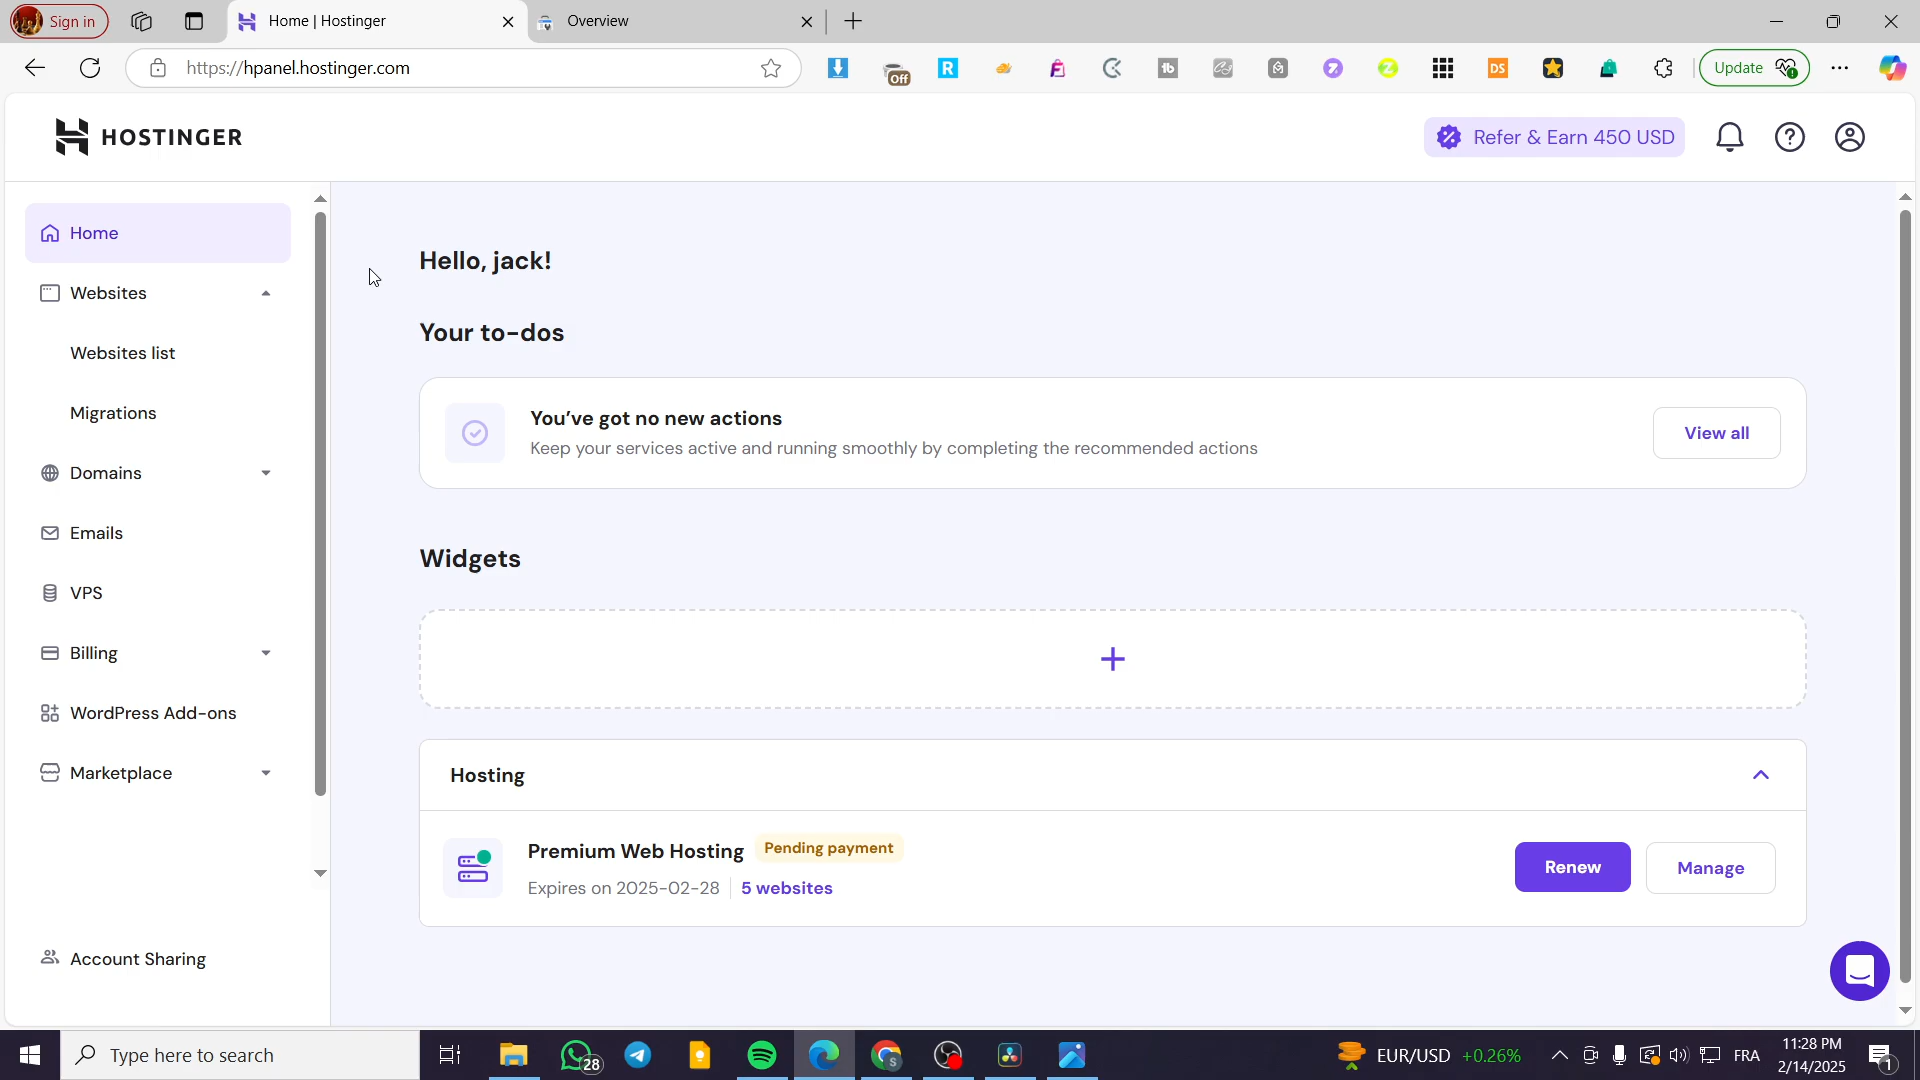 Sign in
Home | Hostinger
Overview
https://hpanel.hostinger.com
Off
R
tb
DS
Update
HOSTINGER
Refer & Earn 450 USD
Home
Websites
Websites list
Migrations
Domains
Emails
VPS
Billing
WordPress Add-ons
Marketplace
Account Sharing
Hello, jack!
Your to-dos
You've got no new actions
Keep your services active and running smoothly by completing the recommended actions
View all
Widgets
Hosting
Premium Web Hosting
Pending payment
Expires on 2025-02-28
5 websites
Renew
Manage
Type here to search
28
EUR/USD +0.26%
FRA
11:28 PM
2/14/2025
1